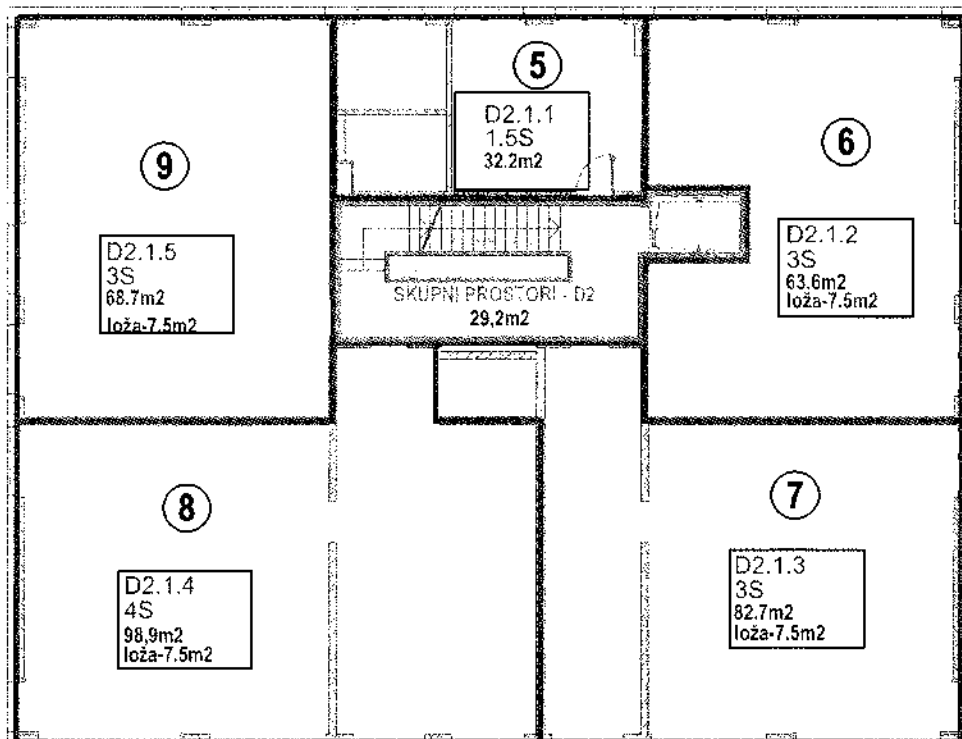 5
D2.1.1
1.5S
32.2m2
6
D2.1.2
3S
63.6m2
loža-7.5m2
9
D2.1.5
3S
68.7m2
loža-7.5m2
SKUPNI PROSTORI - D2
29,2m2
8
D2.1.4
4S
98,9m2
loža-7.5m2
7
D2.1.3
3S
82.7m2
loža-7.5m2